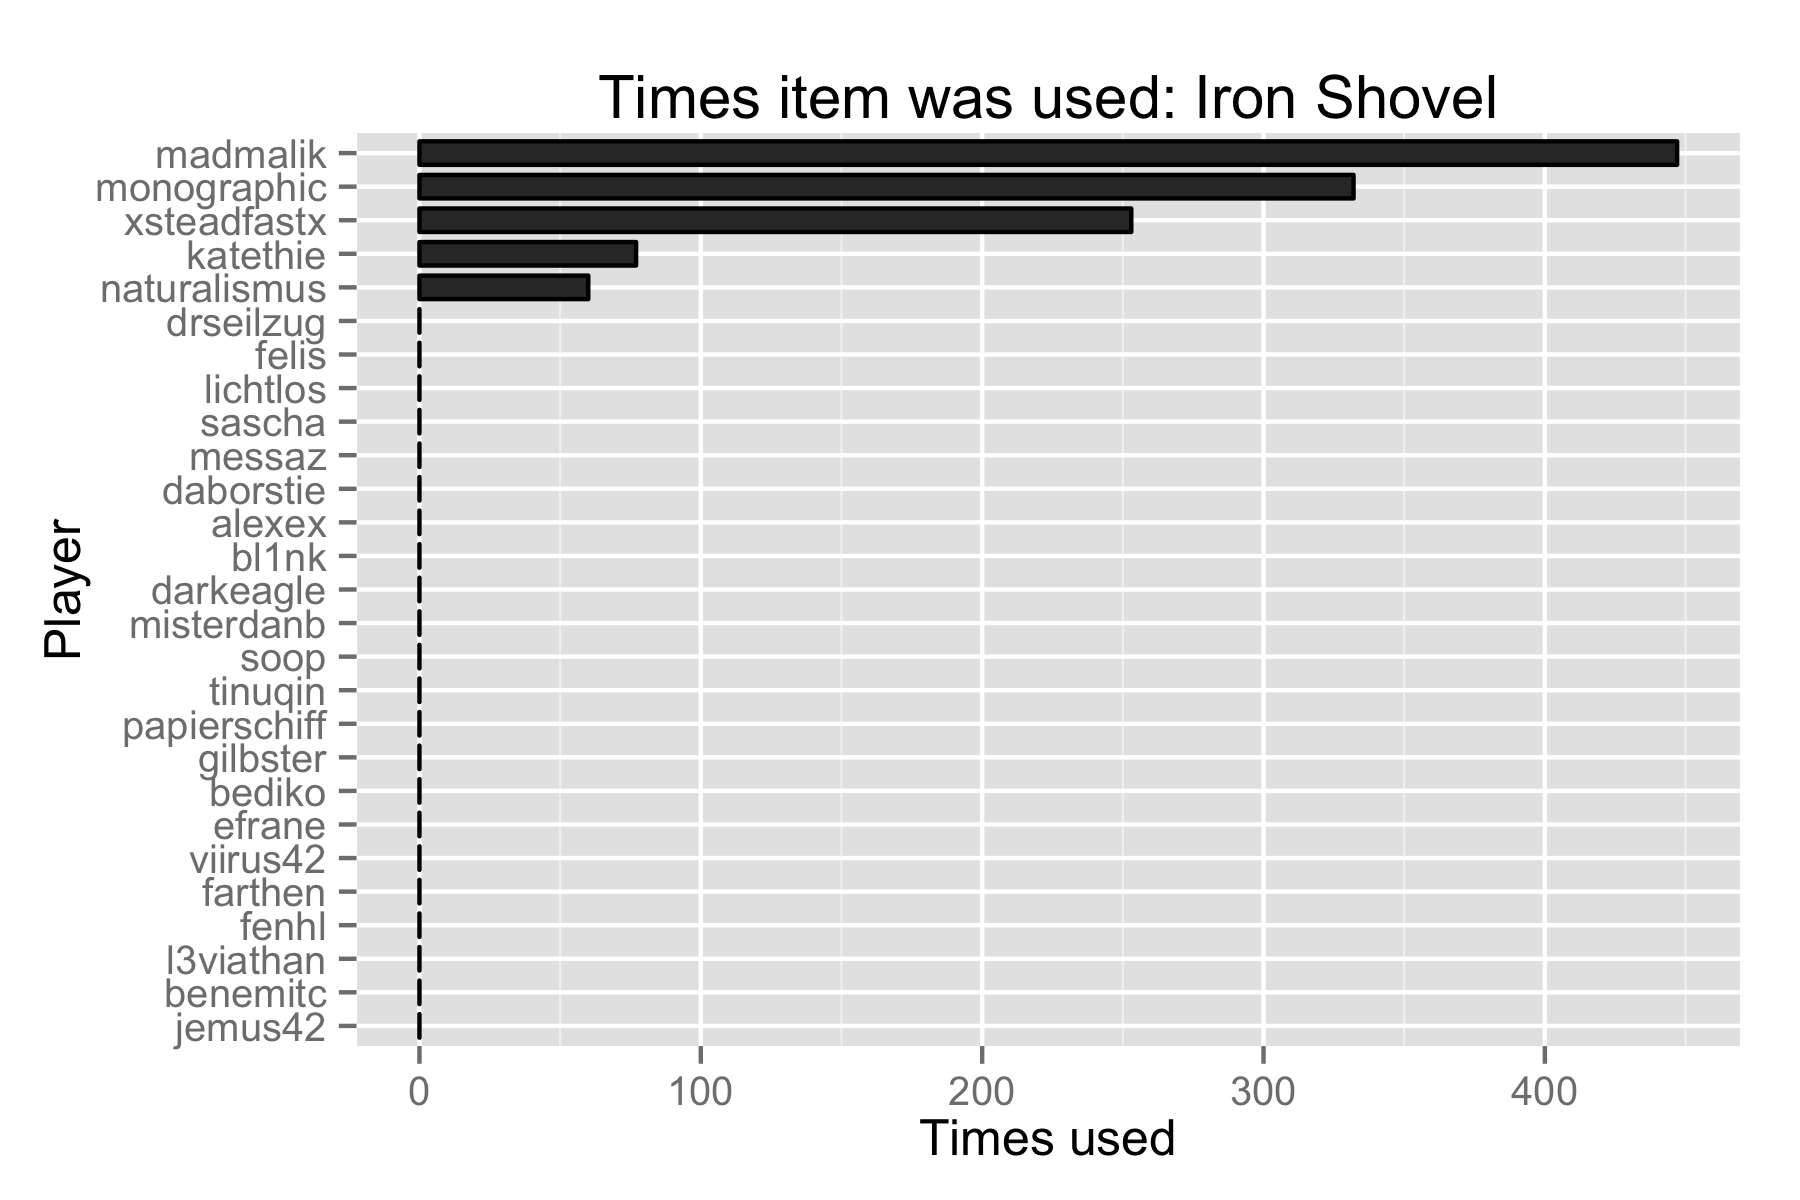 Times item was used: Iron Shovel
madmalik
monographic
xsteadfastx
katethie
naturalismus
drseilzug
felis
lichtlos
sascha
messaz
daborstie
alexex
bl1nk
darkeagle
misterdanb
soop
tinuqin
papierschiff
gilbster
bediko
efrane
viirus42
farthen
fenhl
l3viathan
benemitc
jemus42
Player
0 100 200 300 400
Times used